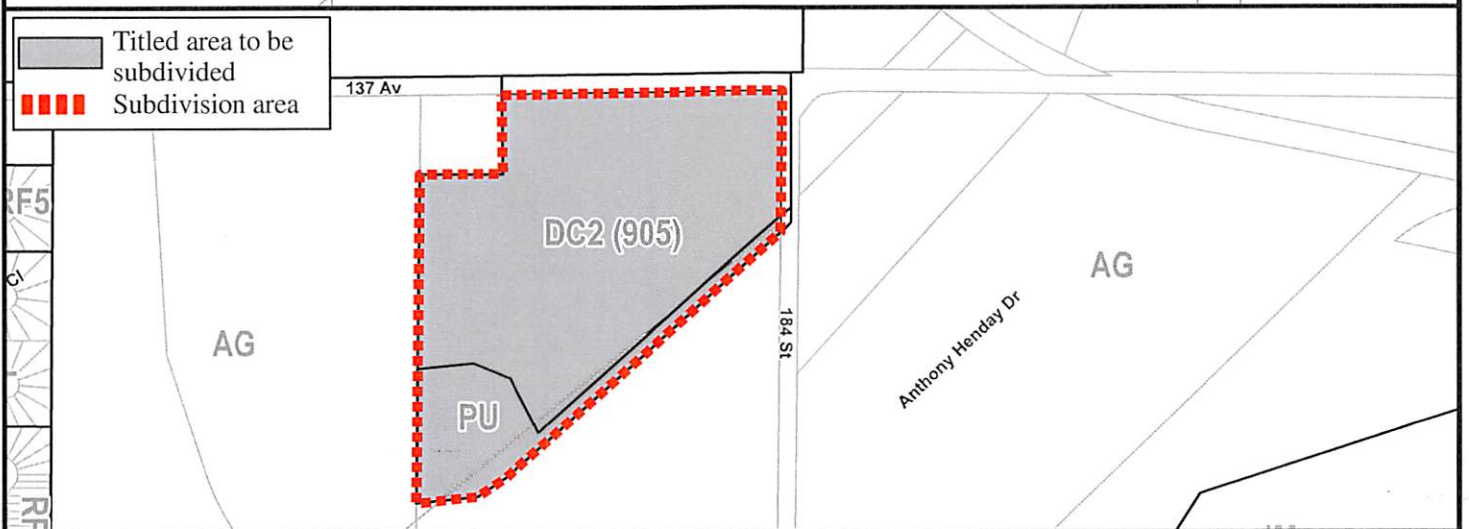 Titled area to be
subdivided
Subdivision area
137 Av
RF5
DC2 (905)
AG
Cl
184 St
AG
Anthony Henday Dr
PU